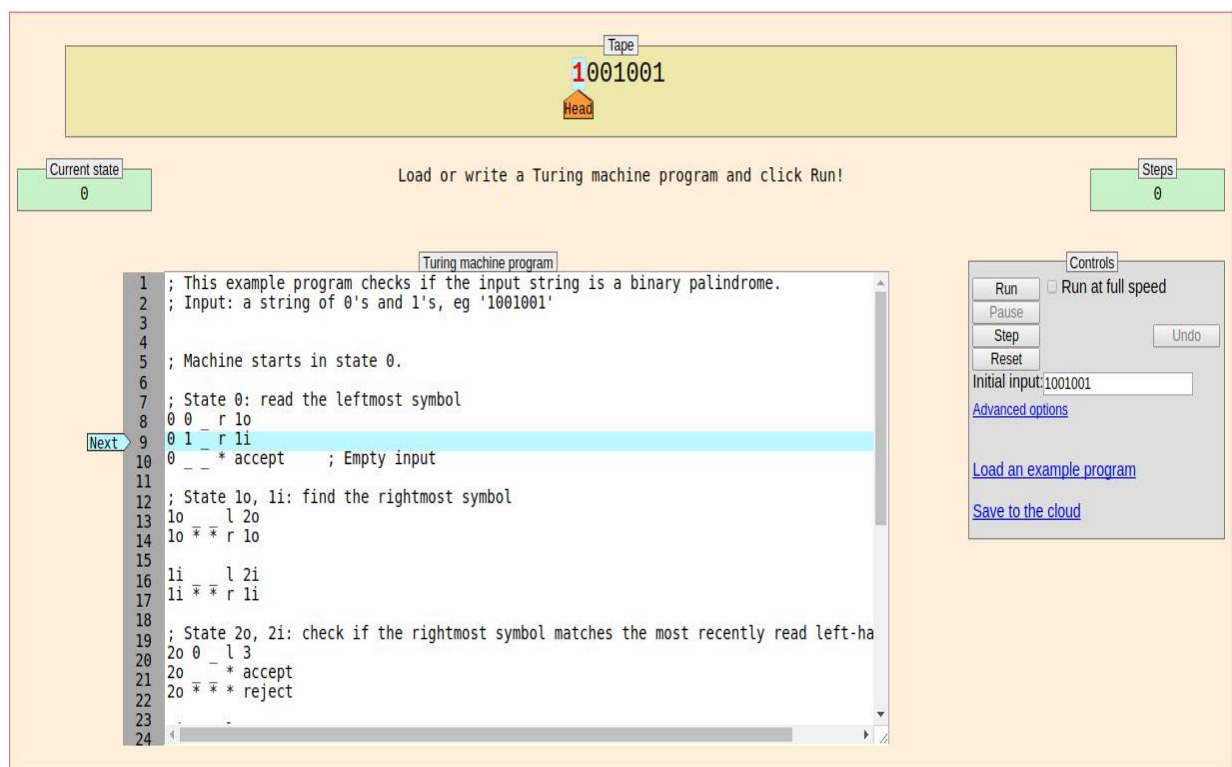 Tape
1001001
Head
Current state
0
Load or write a Turing machine program and click Run!
Steps
0
Turing machine program
1 ; This example program checks if the input string is a binary palindrome.
2 ; Input: a string of 0's and 1's, eg '1001001'
3
4
5 ; Machine starts in state 0.
6
7 ; State 0: read the leftmost symbol
8 0 0 _ r 1o
Next 9 0 1 _ r 1i
10 0 _ _ * accept     ; Empty input
11
12 ; State 1o, 1i: find the rightmost symbol
13 1o _ _ l 2o
14 1o * * r 1o
15
16 1i _ _ l 2i
17 1i * * r 1i
18
19 ; State 2o, 2i: check if the rightmost symbol matches the most recently read left-ha
20 2o 0 _ l 3
21 2o _ _ * accept
22 2o * * * reject
23
24
Controls
Run Run at full speed
Pause
Step Undo
Reset
Initial input: 1001001
Advanced options
Load an example program
Save to the cloud